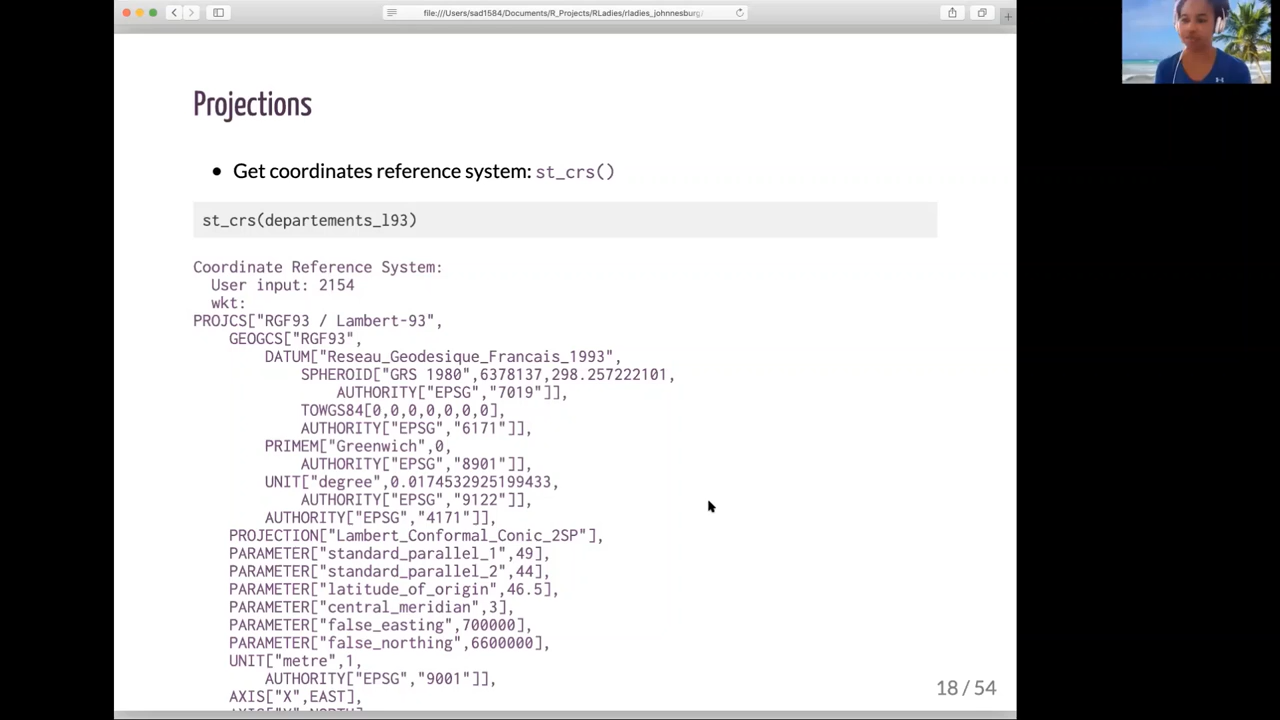 file:///Users/sad1584/Documents/R_Projects/RLadies/rladies_johnnesburg/
Projections
• Get coordinates reference system: st_crs()
st_crs(departements_l93)
Coordinate Reference System:
User input: 2154
wkt:
PROJCS["RGF93 / Lambert-93",
GEOGCS["RGF93",
DATUM["Reseau_Geodesique_Francais_1993",
SPHEROID["GRS 1980",6378137,298.257222101,
AUTHORITY["EPSG","7019"]],
TOWGS84[0,0,0,0,0,0,0],
AUTHORITY["EPSG","6171"]],
PRIMEM["Greenwich",0,
AUTHORITY["EPSG","8901"]],
UNIT["degree",0.0174532925199433,
AUTHORITY["EPSG","9122"]],
AUTHORITY["EPSG","4171"]],
PROJECTION["Lambert_Conformal_Conic_2SP"],
PARAMETER["standard_parallel_1",49],
PARAMETER["standard_parallel_2",44],
PARAMETER["latitude_of_origin",46.5],
PARAMETER["central_meridian",3],
PARAMETER["false_easting",700000],
PARAMETER["false_northing",6600000],
UNIT["metre",1,
AUTHORITY["EPSG","9001"]],
AXIS["X",EAST],
18 / 54